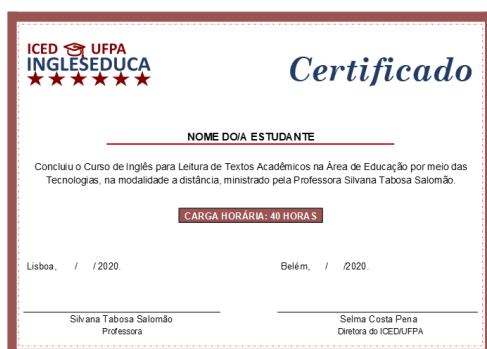 ICED UFPA
INGLESEDUCA
Certificado
NOME DO/A ESTUDANTE
Concluiu o Curso de Inglês para Leitura de Textos Acadêmicos na Área de Educação por meio das
Tecnologias, na modalidade a distância, ministrado pela Professora Silvana Tabosa Salomão.
CARGA HORÁRIA: 40 HORAS
Lisboa, / / 2020.
Belém, / /2020.
Silvana Tabosa Salomão
Professora
Selma Costa Pena
Diretora do ICED/UFPA